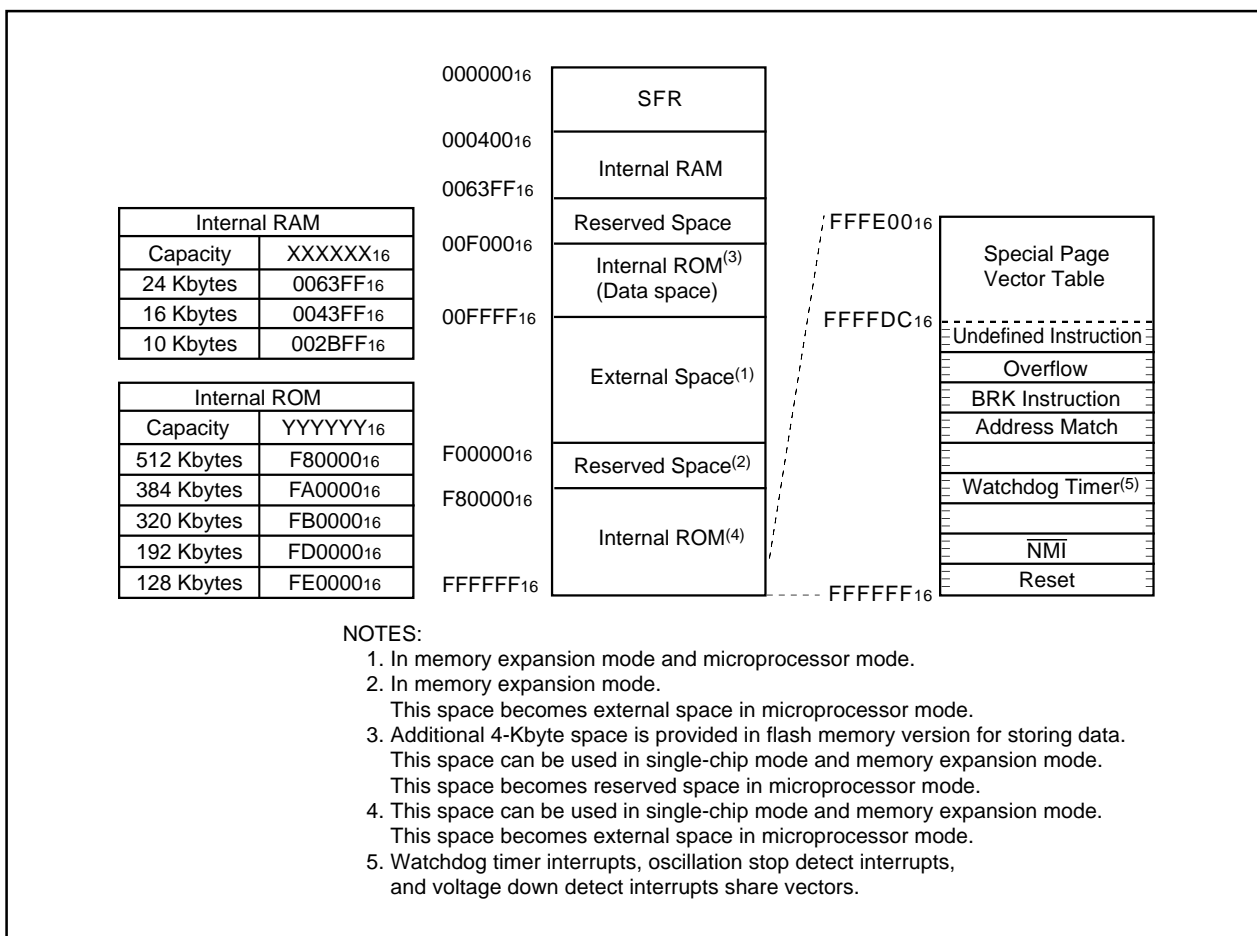 Internal RAM
Capacity XXXXXX16
24 Kbytes 0063FF16
16 Kbytes 0043FF16
10 Kbytes 002BFF16
Internal ROM
Capacity YYYYYY16
512 Kbytes F8000016
384 Kbytes FA000016
320 Kbytes FB000016
192 Kbytes FD000016
128 Kbytes FE000016
00000016
SFR
00040016
Internal RAM
0063FF16
Reserved Space
00F00016
Internal ROM(3)
(Data space)
00FFFF16
External Space(1)
F0000016
Reserved Space(2)
F8000016
Internal ROM(4)
FFFFFF16
FFFE0016
Special Page
Vector Table
FFFFDC16
Undefined Instruction
Overflow
BRK Instruction
Address Match
Watchdog Timer(5)
NMI
Reset
FFFFFF16
NOTES:
1. In memory expansion mode and microprocessor mode.
2. In memory expansion mode.
This space becomes external space in microprocessor mode.
3. Additional 4-Kbyte space is provided in flash memory version for storing data.
This space can be used in single-chip mode and memory expansion mode.
This space becomes reserved space in microprocessor mode.
4. This space can be used in single-chip mode and memory expansion mode.
This space becomes external space in microprocessor mode.
5. Watchdog timer interrupts, oscillation stop detect interrupts,
and voltage down detect interrupts share vectors.